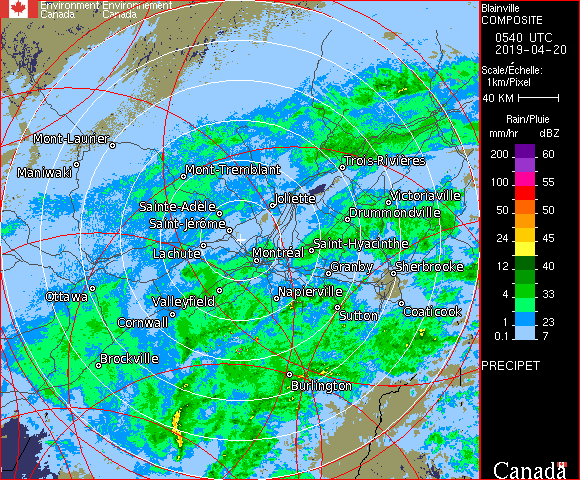 Environment Environnement
Canada Canada
Blainville
COMPOSITE
0540 UTC
2019-04-20
Scale/Échelle:
1km/Pixel
40 KM
Rain/Pluie
mm/hr dBZ
200 60
100 55
50 50
24 45
12 40
4 33
1 23
0.1 7
PRECIPET
Mont-Laurier
Maniwaki
Mont-Tremblant
Trois-Rivières
Joliette
Victoriaville
Sainte-Adele
Drummondville
Saint-Jérôme
Saint-Hyacinthe
Lachute
Montréal
Granby
Sherbrooke
Ottawa
Valleyfield
Napierville
Coaticook
Cornwall
Sutton
Brockville
Burlington
Canada